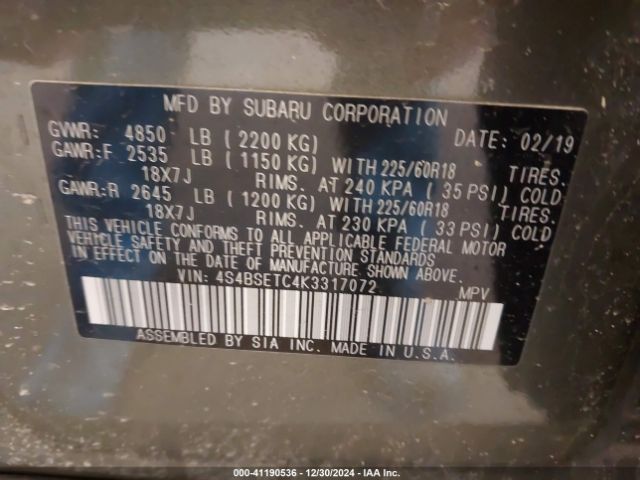 MFD BY SUBARU CORPORATION
GVWR: 4850 LB (2200 KG) DATE: 02/19
GAWR:F 2535 LB (1150 KG) WITH 225/60R18 TIRES.
18X7J RIMS. AT 240 KPA (35 PSI) COLD
GAWR:R 2645 LB (1200 KG) WITH 225/60R18 TIRES.
18X7J RIMS. AT 230 KPA (33 PSI) COLD
THIS VEHICLE CONFORMS TO ALL APPLICABLE FEDERAL MOTOR
VEHICLE SAFETY AND THEFT PREVENTION STANDARDS
IN EFFECT ON THE DATE OF MANUFACTURE SHOWN ABOVE.
VIN: 4S4BSETC4K3317072 MPV
ASSEMBLED BY SIA INC. MADE IN U.S.A.
000-41190536 - 12/30/2024 - IAA Inc.